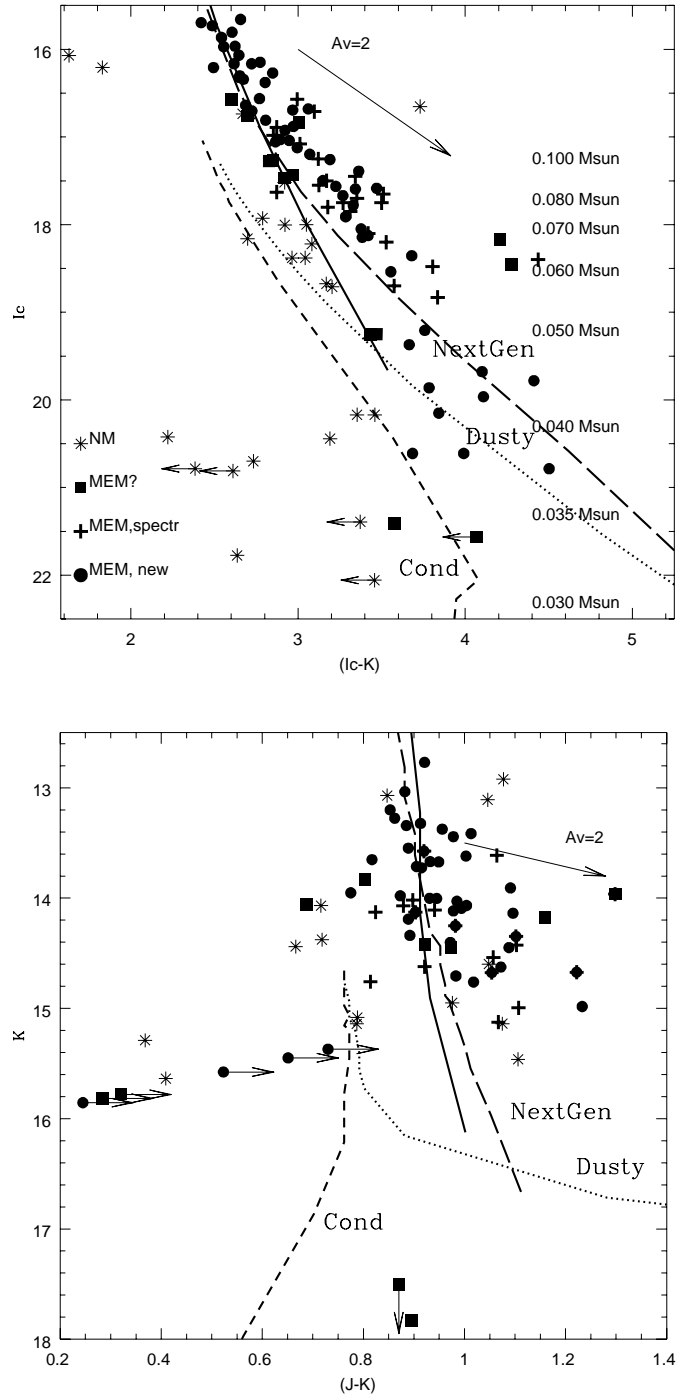 16
18
20
22
Ic
Av=2
0.100 Msun
0.080 Msun
0.070 Msun
0.060 Msun
0.050 Msun
NextGen
0.040 Msun
Dusty
NM
MEM?
0.035 Msun
MEM,spectr
Cond
MEM, new
0.030 Msun
2
3
4
5
(Ic-K)
13
14
15
16
17
18
K
Av=2
NextGen
Dusty
Cond
0.2
0.4
0.6
0.8
1
1.2
1.4
(J-K)